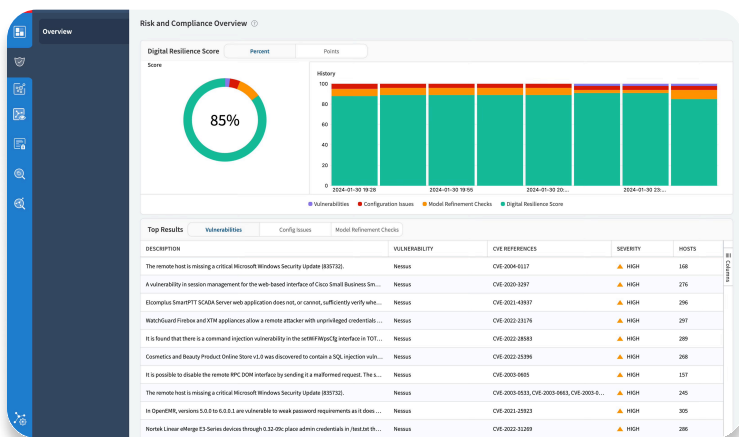 Risk and Compliance Overview
Overview
Digital Resilience Score Percent Points
Score
85%
History
100
80
60
40
20
0
2024-01-30 19:28 2024-01-30 19:55 2024-01-30 20:... 2024-01-30 23:...
Vulnerabilities Configuration Issues Model Refinement Checks Digital Resilience Score
Top Results Vulnerabilities Config Issues Model Refinement Checks
DESCRIPTION VULNERABILITY CVE REFERENCES SEVERITY HOSTS
Columns
The remote host is missing a critical Microsoft Windows Security Update (835732). Nessus CVE-2004-0117 HIGH 168
A vulnerability in session management for the web-based interface of Cisco Small Business Sm... Nessus CVE-2020-3297 HIGH 276
Elcomplus SmartPTT SCADA Server web application does not, or cannot, sufficiently verify whe... Nessus CVE-2021-43937 HIGH 296
WatchGuard Firebox and XTM appliances allow a remote attacker with unprivileged credentials ... Nessus CVE-2022-23176 HIGH 297
It is found that there is a command injection vulnerability in the setWiFiWpsCfg interface in TOT... Nessus CVE-2022-28583 HIGH 289
Cosmetics and Beauty Product Online Store v1.0 was discovered to contain a SQL injection vuln... Nessus CVE-2022-25396 HIGH 268
It is possible to disable the remote RPC DOM interface by sending it a malformed request. The s... Nessus CVE-2003-0605 HIGH 157
The remote host is missing a critical Microsoft Windows Security Update (835732). Nessus CVE-2003-0533, CVE-2003-0663, CVE-2003-0... HIGH 245
In OpenEMR, versions 5.0.0 to 6.0.0.1 are vulnerable to weak password requirements as it does ... Nessus CVE-2021-25923 HIGH 305
Nortek Linear eMerge E3-Series devices through 0.32-09c place admin credentials in /test.txt th... Nessus CVE-2022-31269 HIGH 286